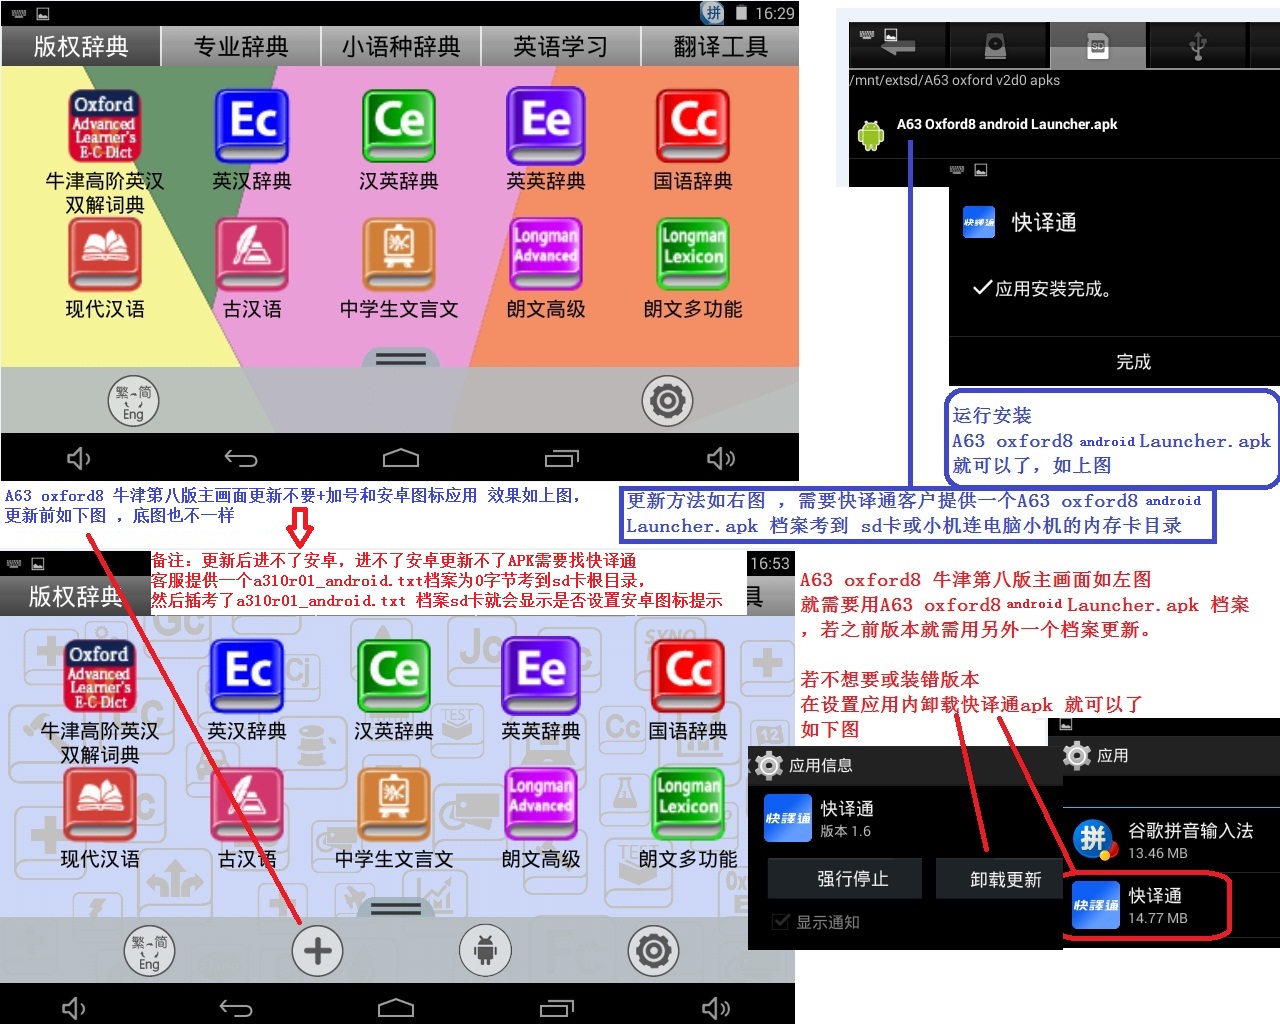 16:29
版权辞典 专业辞典 小语种辞典 英语学习 翻译工具
Oxford
Advanced
Learner's
E-C Dict
Ec
Ce
Ee
Cc
牛津高阶英汉
双解词典
英汉辞典
汉英辞典
英英辞典
国语辞典
Longman
Advanced
Longman
Lexicon
现代汉语
古汉语
中学生文言文
朗文高级
朗文多功能
繁 简
Eng
/mnt/extsd/A63 oxford v2d0 apks
A63 Oxford8 android Launcher.apk
快譯通
快译通
应用安装完成。
完成
运行安装
A63 oxford8 android Launcher.apk
就可以了，如上图
A63 oxford8 牛津第八版主画面更新不要+加号和安卓图标应用 效果如上图，
更新前如下图 ，底图也不一样
更新方法如右图 ，需要快译通客户提供一个A63 oxford8 android
Launcher.apk 档案考到 sd卡或小机连电脑小机的内存卡目录
备注：更新后进不了安卓，进不了安卓更新不了APK需要找快译通
客服提供一个a310r01_android.txt档案为0字节考到sd卡根目录，
然后插考了a310r01_android.txt 档案sd卡就会显示是否设置安卓图标提示
16:53
版权辞典
具
Oxford
Advanced
Learner's
E-C Dict
Ec
Ce
Ee
Cc
牛津高阶英汉
双解词典
英汉辞典
汉英辞典
英英辞典
国语辞典
Longman
Advanced
Longman
Lexicon
现代汉语
古汉语
中学生文言文
朗文高级
朗文多功能
繁 简
Eng
A63 oxford8 牛津第八版主画面如左图
就需要用A63 oxford8 android Launcher.apk 档案
，若之前版本就需用另外一个档案更新。
若不想要或装错版本
在设置应用内卸载快译通apk 就可以了
如下图
应用信息
快譯通
快译通
版本 1.6
强行停止
卸载更新
显示通知
应用
拼
谷歌拼音输入法
13.46 MB
快譯通
快译通
14.77 MB